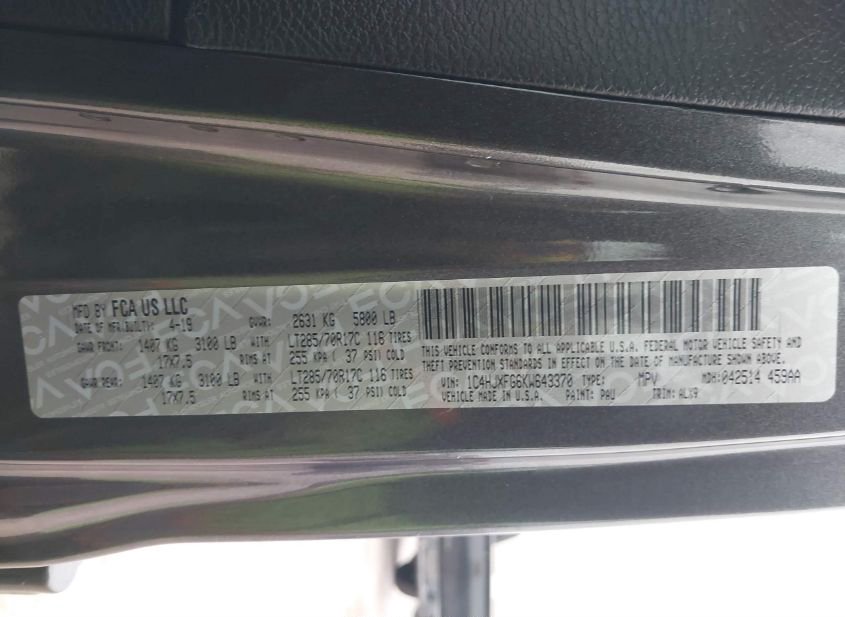 MFD BY FCA US LLC
DATE OF MFR.(BUILT): 4-19 GVWR: 2631 KG 5800 LB
GAWR FRONT: 1407 KG 3100 LB WITH LT285/70R17C 116 TIRES
17X7.5 RIMS AT 255 KPA ( 37 PSI) COLD
GAWR REAR: 1407 KG 3100 LB WITH LT285/70R17C 116 TIRES
17X7.5 RIMS AT 255 KPA ( 37 PSI) COLD
THIS VEHICLE CONFORMS TO ALL APPLICABLE U.S.A. FEDERAL MOTOR VEHICLE SAFETY AND
THEFT PREVENTION STANDARDS IN EFFECT ON THE DATE OF MANUFACTURE SHOWN ABOVE.
VIN: 1C4HJXFG6KW643370 TYPE: MPV MDH:042514 459AA
VEHICLE MADE IN U.S.A. PAINT: PAU TRIM: ALX9